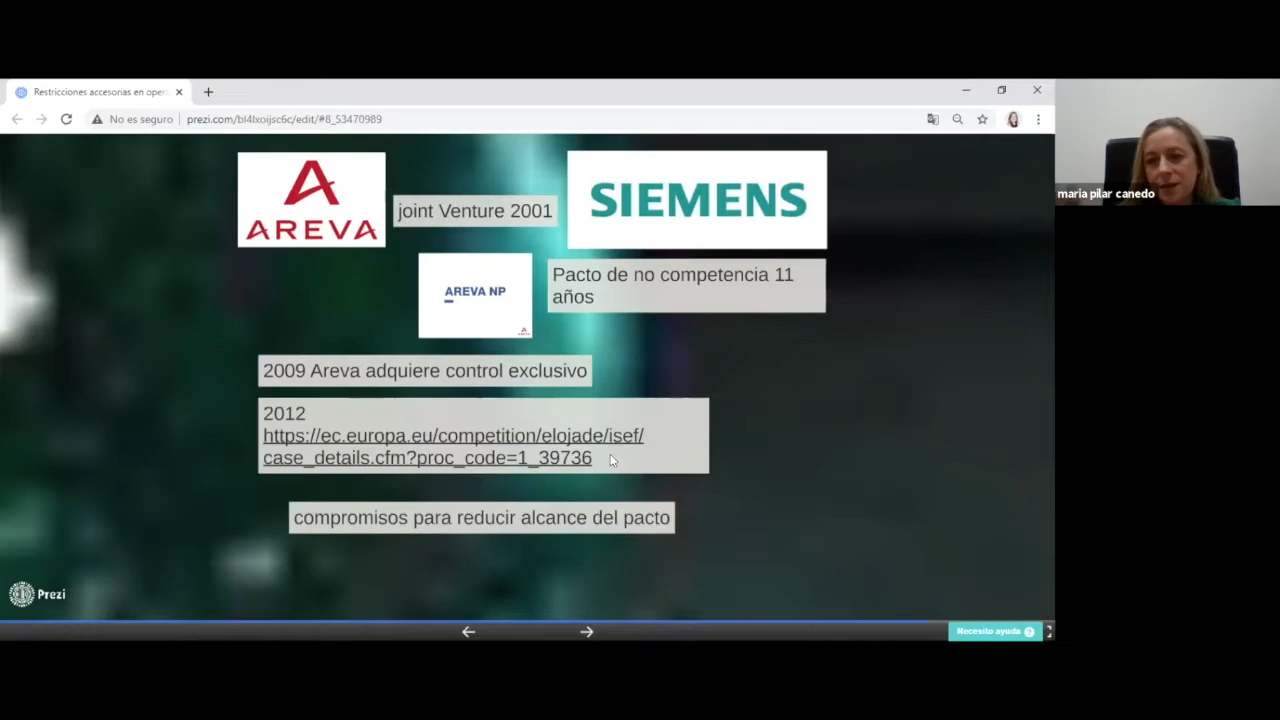 Restricciones accesorias en oper
No es seguro
prezi.com/bl4lxoijsc6c/edit/#8_53470989
maria pilar canedo
AREVA
joint Venture 2001
SIEMENS
AREVA NP
Pacto de no competencia 11
años
2009 Areva adquiere control exclusivo
2012
https://ec.europa.eu/competition/elojade/isef/
case_details.cfm?proc_code=1_39736
compromisos para reducir alcance del pacto
Prezi
Necesito ayuda